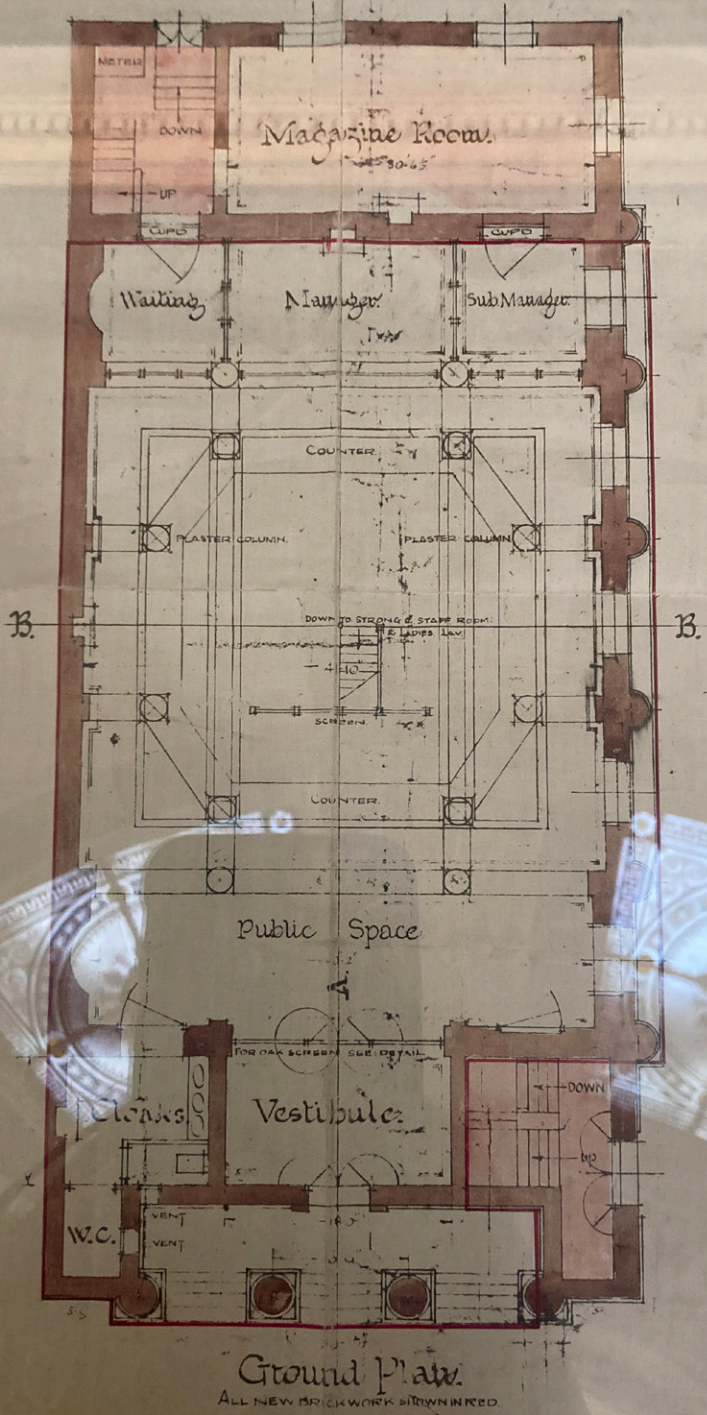 METER
DOWN
Magazine Room.
UP
CUPD
CUPD
Waiting
Manager.
Sub Manager.
COUNTER.
PLASTER COLUMN.
PLASTER COLUMN
DOWN TO STRONG & STAFF ROOM.
& LADIES LAV.
B.
B.
SCREEN.
COUNTER.
Public Space
A.
FOR OAK SCREEN SEE DETAIL
DOWN
Cloaks
Vestibule.
UP
W.C.
VENT
VENT
Ground Plan.
ALL NEW BRICKWORK SHOWN IN RED.